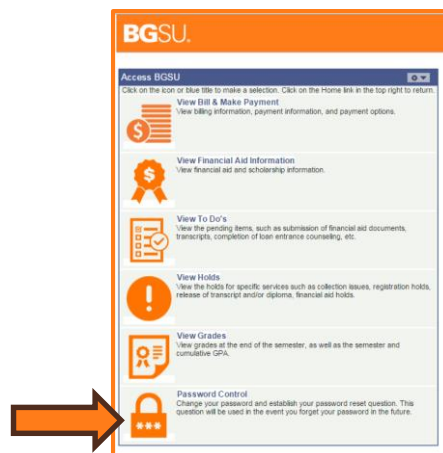 BGSU.
Access BGSU
Click on the icon or blue title to make a selection. Click on the Home link in the top right to return.
View Bill & Make Payment
View billing information, payment information, and payment options.
View Financial Aid Information
View financial aid and scholarship information.
View To Do's
View the pending items, such as submission of financial aid documents,
transcripts, completion of loan entrance counseling, etc.
View Holds
View the holds for specific services such as collection issues, registration holds,
release of transcript and/or diploma, financial aid holds.
View Grades
View grades at the end of the semester, as well as the semester and
cumulative GPA.
Password Control
Change your password and establish your password reset question. This
question will be used in the event you forget your password in the future.
***